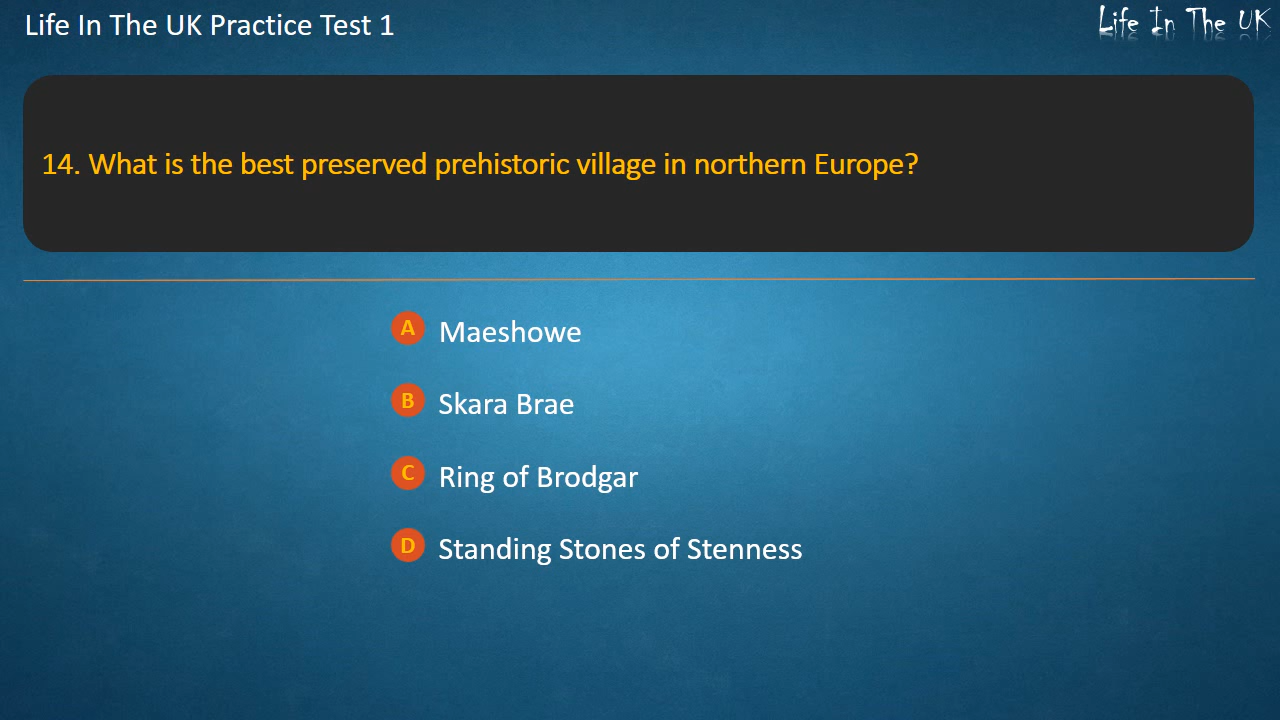 Life In The UK Practice Test 1
Life In The UK
14. What is the best preserved prehistoric village in northern Europe?
A Maeshowe
B Skara Brae
C Ring of Brodgar
D Standing Stones of Stenness